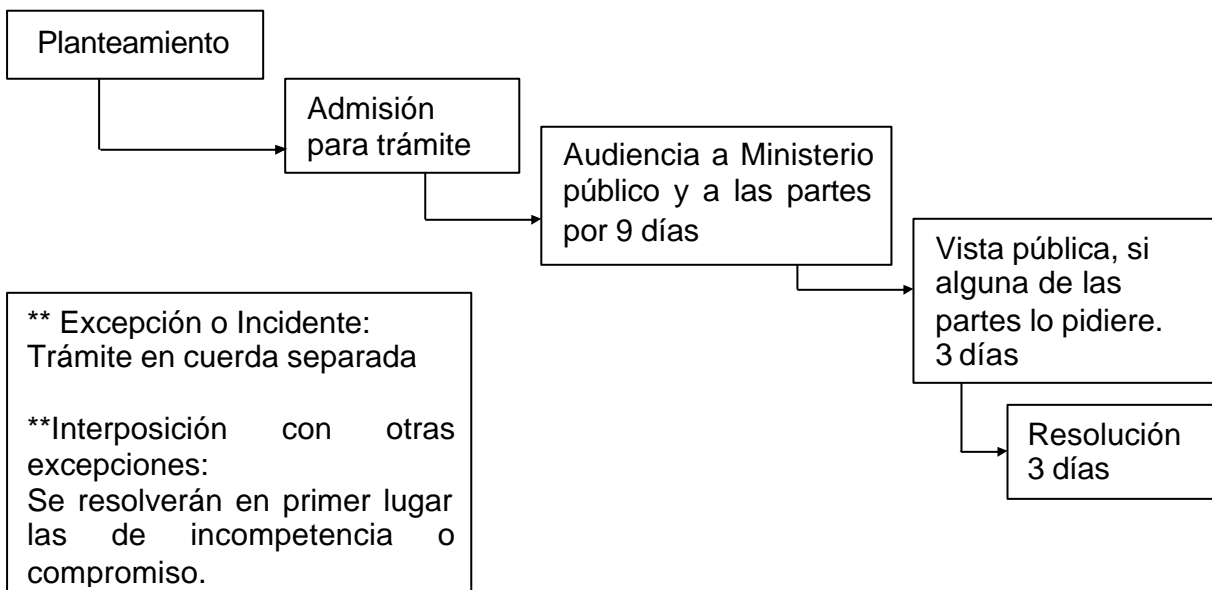 Planteamiento
Admisión
para trámite
Audiencia a Ministerio
público y a las partes
por 9 días
Vista pública, si
alguna de las
partes lo pidiere.
3 días
Resolución
3 días
** Excepción o Incidente:
Trámite en cuerda separada
**Interposición con otras
excepciones:
Se resolverán en primer lugar
las de incompetencia o
compromiso.